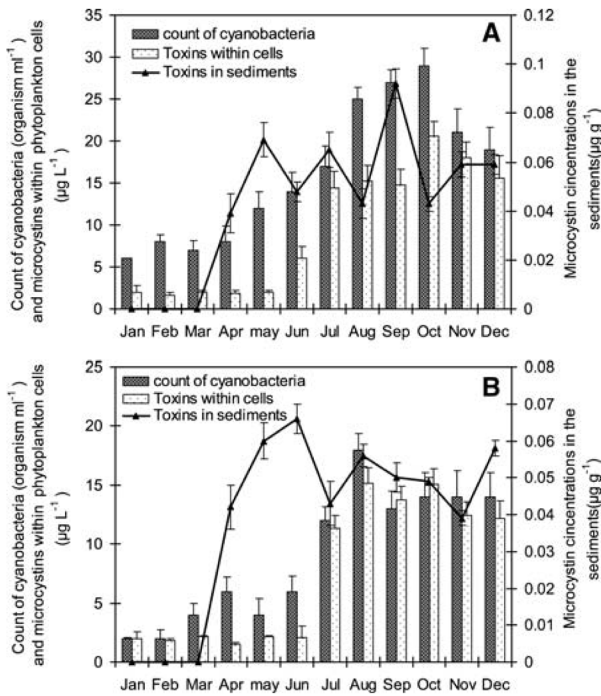 Count of cyanobacteria (organism ml⁻¹)
and microcystins within phytoplankton cells
(µg L⁻¹)
35
30
25
20
15
10
5
0
A
count of cyanobacteria
Toxins within cells
Toxins in sediments
0.12
0.1
0.08
0.06
0.04
0.02
0
Microcystin cincentrations in the
sediments(µg g⁻¹)
Jan Feb Mar Apr may Jun Jul Aug Sep Oct Nov Dec
Count of cyanobacteria (organism ml⁻¹)
and microcystins within phytoplankton cells
(µg L⁻¹)
25
20
15
10
5
0
B
count of cyanobacteria
Toxins within cells
Toxins in sediments
0.08
0.07
0.06
0.05
0.04
0.03
0.02
0.01
0
Microcystin cincentrations in the
sediments(µg g⁻¹)
Jan Feb Mar Apr May Jun Jul Aug Sep Oct Nov Dec